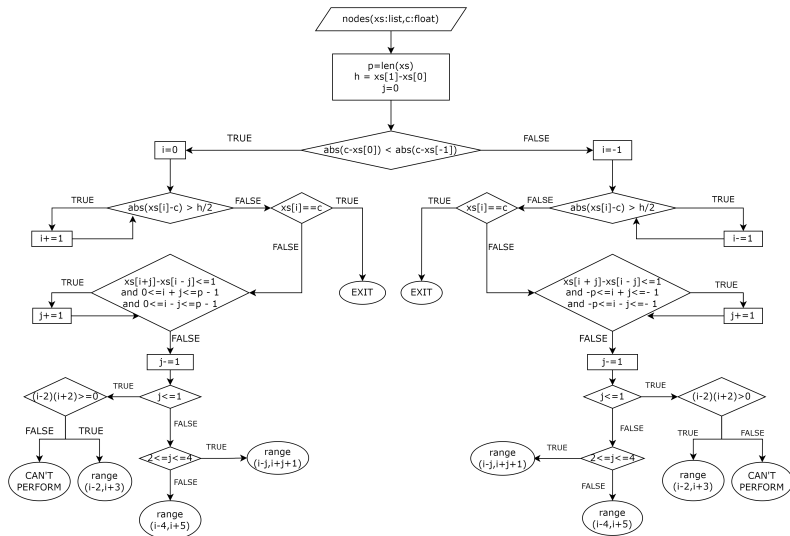 nodes(xs:list,c:float)
p=len(xs)
h = xs[1]-xs[0]
j=0
abs(c-xs[0]) < abs(c-xs[-1])
TRUE
FALSE
i=0
i=-1
abs(xs[i]-c) > h/2
TRUE
FALSE
i+=1
xs[i]==c
TRUE
FALSE
EXIT
xs[i]==c
TRUE
FALSE
EXIT
abs(xs[i]-c) > h/2
FALSE
TRUE
i-=1
xs[i+j]-xs[i - j]<=1
and 0<=i + j<=p - 1
and 0<=i - j<=p - 1
TRUE
j+=1
FALSE
xs[i + j]-xs[i - j]<=1
and -p<=i + j<=- 1
and -p<=i - j<=- 1
TRUE
j+=1
FALSE
j-=1
j-=1
(i-2)(i+2)>=0
TRUE
j<=1
FALSE
FALSE
TRUE
CAN'T
PERFORM
range
(i-2,i+3)
2<=j<=4
TRUE
range
(i-j,i+j+1)
FALSE
range
(i-4,i+5)
j<=1
TRUE
(i-2)(i+2)>0
FALSE
TRUE
FALSE
range
(i-j,i+j+1)
TRUE
2<=j<=4
FALSE
range
(i-4,i+5)
range
(i-2,i+3)
CAN'T
PERFORM